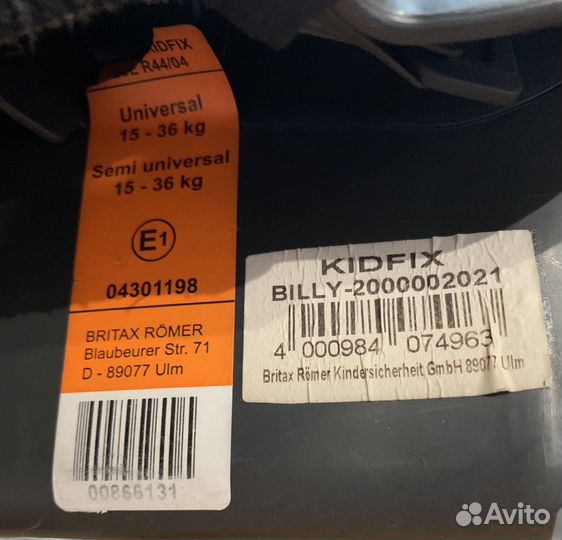 KIDFIX
R44/04
Universal
15 - 36 kg
Semi universal
15 - 36 kg
E1
04301198
BRITAX RÖMER
Blaubeurer Str. 71
D - 89077 Ulm
00866131
KIDFIX
BILLY-2000002021
4 000984 074963
Britax Römer Kindersicherheit GmbH 89077 Ulm
Avito